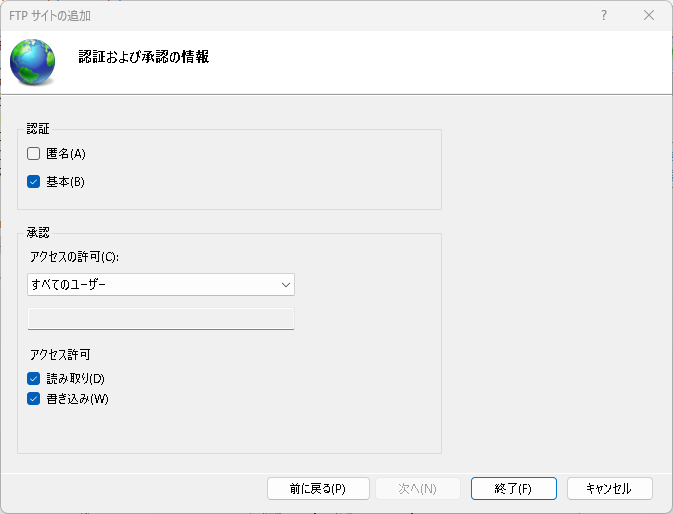 FTP サイトの追加
認証および承認の情報
認証
匿名(A)
基本(B)
承認
アクセスの許可(C):
すべてのユーザー
アクセス許可
読み取り(D)
書き込み(W)
前に戻る(P)
次へ(N)
終了(F)
キャンセル